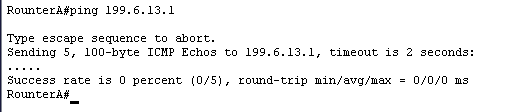 RounterA#ping 199.6.13.1
Type escape sequence to abort.
Sending 5, 100-byte ICMP Echos to 199.6.13.1, timeout is 2 seconds:
.....
Success rate is 0 percent (0/5), round-trip min/avg/max = 0/0/0 ms
RounterA#